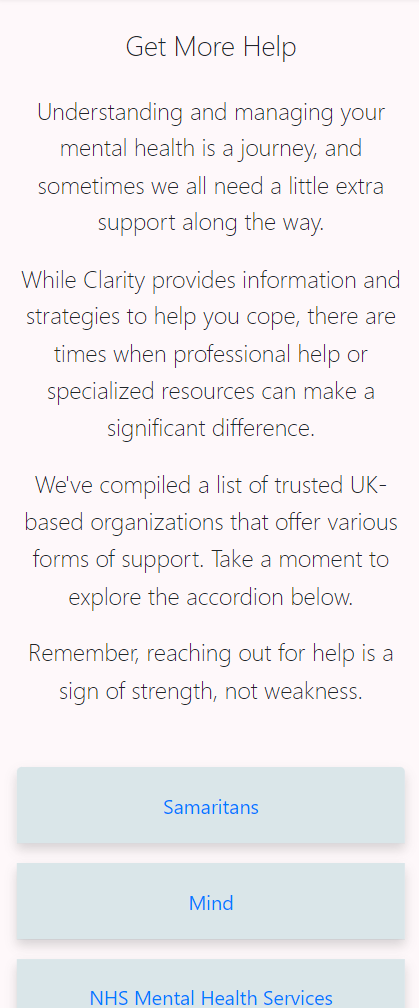 Get More Help
Understanding and managing your
mental health is a journey, and
sometimes we all need a little extra
support along the way.
While Clarity provides information and
strategies to help you cope, there are
times when professional help or
specialized resources can make a
significant difference.
We've compiled a list of trusted UK-
based organizations that offer various
forms of support. Take a moment to
explore the accordion below.
Remember, reaching out for help is a
sign of strength, not weakness.
Samaritans
Mind
NHS Mental Health Services